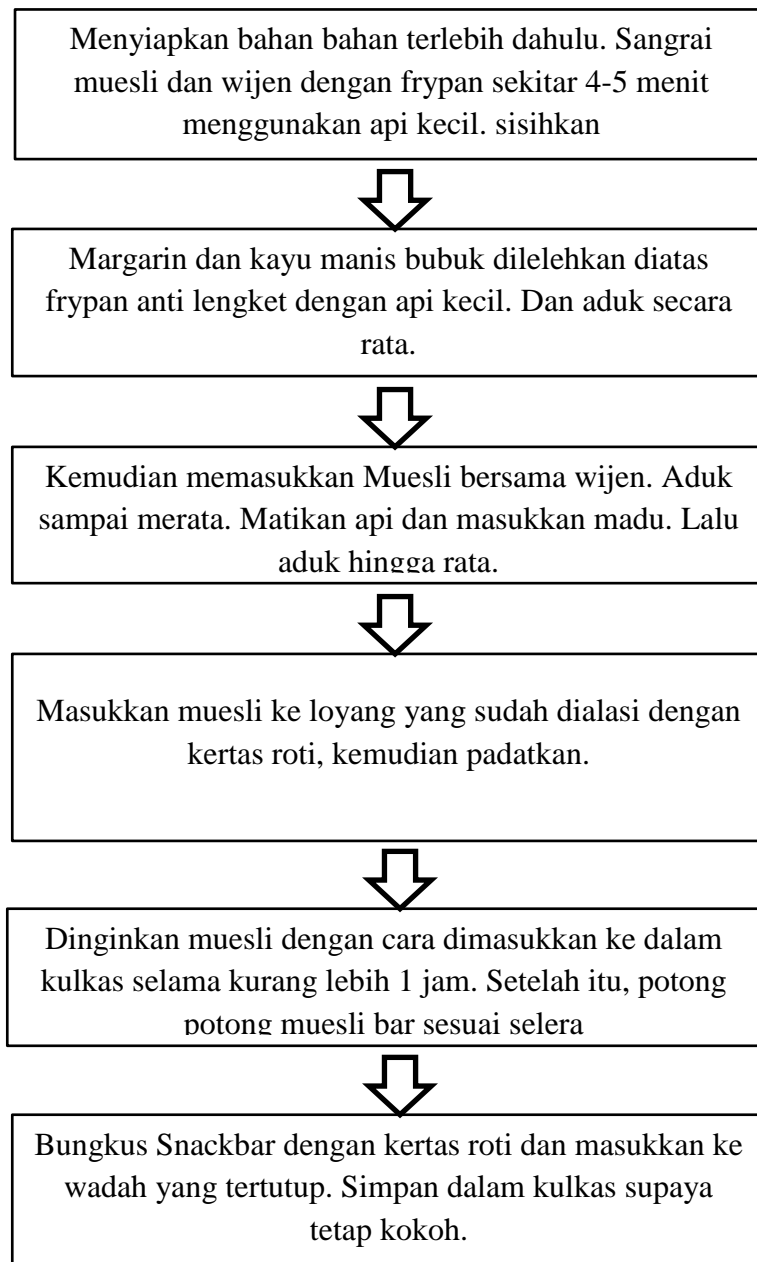 Menyiapkan bahan bahan terlebih dahulu. Sangrai
muesli dan wijen dengan frypan sekitar 4-5 menit
menggunakan api kecil. sisihkan
Margarin dan kayu manis bubuk dilelehkan diatas
frypan anti lengket dengan api kecil. Dan aduk secara
rata.
Kemudian memasukkan Muesli bersama wijen. Aduk
sampai merata. Matikan api dan masukkan madu. Lalu
aduk hingga rata.
Masukkan muesli ke loyang yang sudah dialasi dengan
kertas roti, kemudian padatkan.
Dinginkan muesli dengan cara dimasukkan ke dalam
kulkas selama kurang lebih 1 jam. Setelah itu, potong
potong muesli bar sesuai selera
Bungkus Snackbar dengan kertas roti dan masukkan ke
wadah yang tertutup. Simpan dalam kulkas supaya
tetap kokoh.